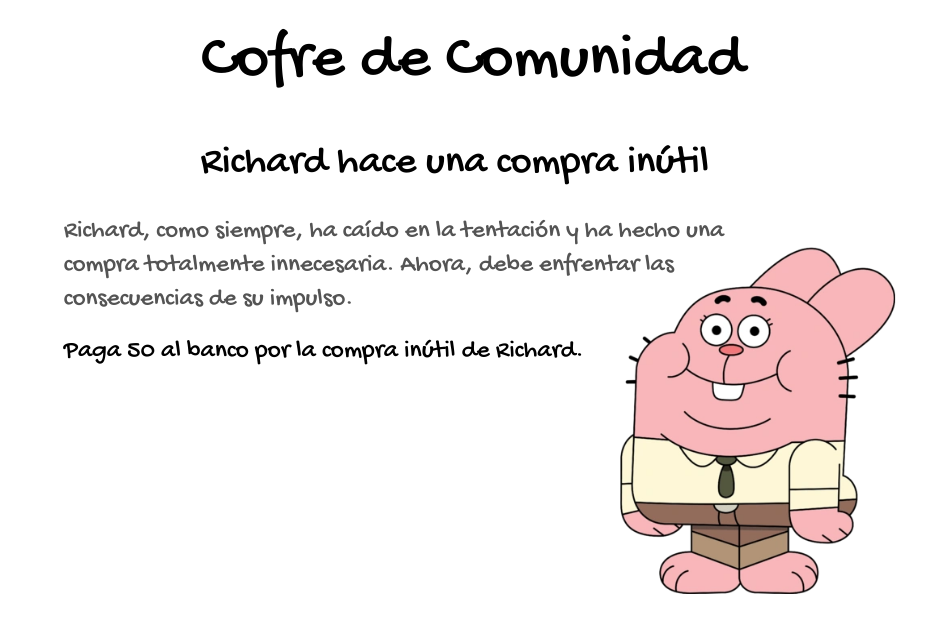 Cofre de Comunidad
Richard hace una compra inútil
Richard, como siempre, ha caído en la tentación y ha hecho una
compra totalmente innecesaria. Ahora, debe enfrentar las
consecuencias de su impulso.
Paga 50 al banco por la compra inútil de Richard.